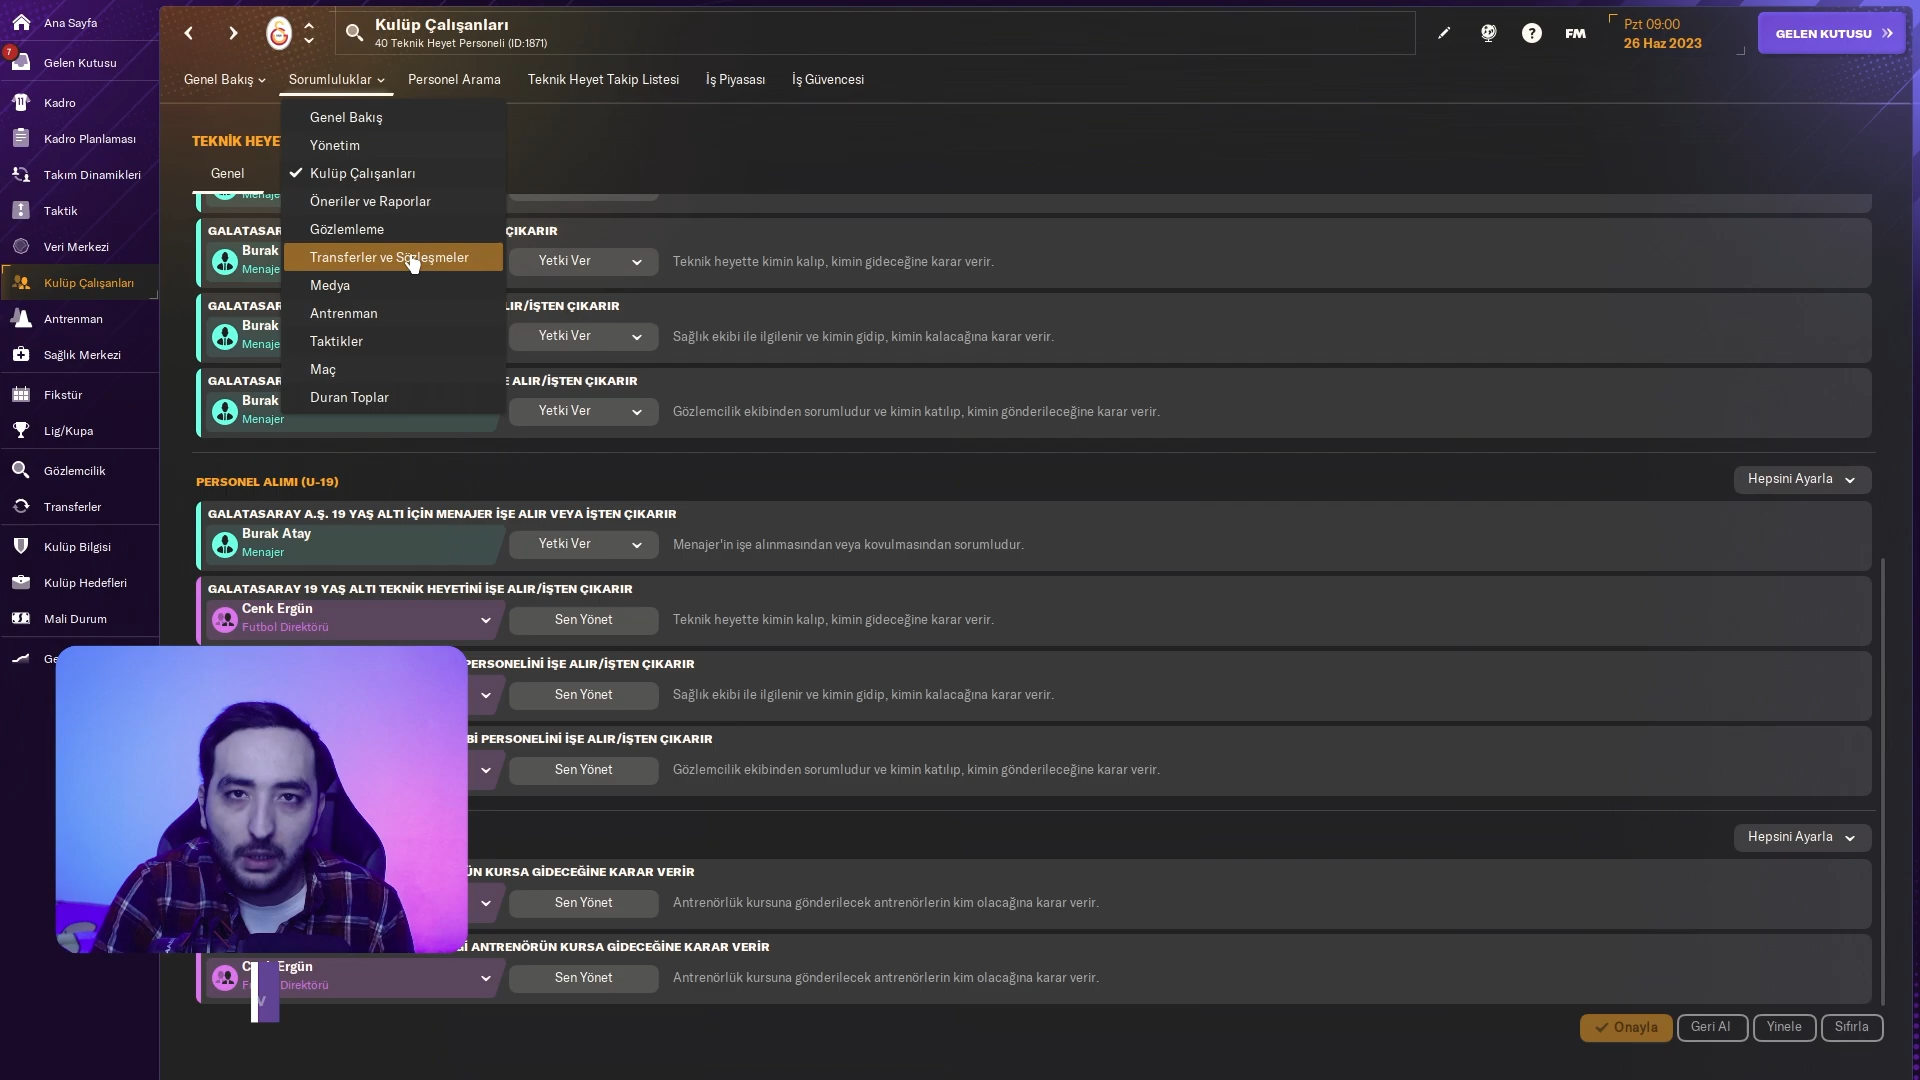 Ana Sayfa
7
Gelen Kutusu
Kadro
Kadro Planlaması
Takım Dinamikleri
Taktik
Veri Merkezi
Kulüp Çalışanları
Antrenman
Sağlık Merkezi
Fikstür
Lig/Kupa
Gözlemcilik
Transferler
Kulüp Bilgisi
Kulüp Hedefleri
Mali Durum
Kulüp Çalışanları
40 Teknik Heyet Personeli (ID:1871)
FM
Pzt 09:00
26 Haz 2023
GELEN KUTUSU
Genel Bakış
Sorumluluklar
Personel Arama
Teknik Heyet Takip Listesi
İş Piyasası
İş Güvencesi
Genel Bakış
Yönetim
Kulüp Çalışanları
Öneriler ve Raporlar
Gözlemleme
Transferler ve Sözleşmeler
Medya
Antrenman
Taktikler
Maç
Duran Toplar
TEKNİK HEYE
Genel
Menaje
GALATASAR ÇIKARIR
Burak
Menaje
Yetki Ver
Teknik heyette kimin kalıp, kimin gideceğine karar verir.
GALATASAR LIR/İŞTEN ÇIKARIR
Burak
Menaje
Yetki Ver
Sağlık ekibi ile ilgilenir ve kimin gidip, kimin kalacağına karar verir.
GALATASAR E ALIR/İŞTEN ÇIKARIR
Burak
Menajer
Yetki Ver
Gözlemcilik ekibinden sorumludur ve kimin katılıp, kimin gönderileceğine karar verir.
PERSONEL ALIMI (U-19)
Hepsini Ayarla
GALATASARAY A.Ş. 19 YAŞ ALTI İÇİN MENAJER İŞE ALIR VEYA İŞTEN ÇIKARIR
Burak Atay
Menajer
Yetki Ver
Menajer'in işe alınmasından veya kovulmasından sorumludur.
GALATASARAY 19 YAŞ ALTI TEKNİK HEYETİNİ İŞE ALIR/İŞTEN ÇIKARIR
Cenk Ergün
Futbol Direktörü
Sen Yönet
Teknik heyette kimin kalıp, kimin gideceğine karar verir.
PERSONELİNİ İŞE ALIR/İŞTEN ÇIKARIR
Sen Yönet
Sağlık ekibi ile ilgilenir ve kimin gidip, kimin kalacağına karar verir.
Bİ PERSONELİNİ İŞE ALIR/İŞTEN ÇIKARIR
Sen Yönet
Gözlemcilik ekibinden sorumludur ve kimin katılıp, kimin gönderileceğine karar verir.
Hepsini Ayarla
ÜN KURSA GİDECEĞİNE KARAR VERİR
Sen Yönet
Antrenörlük kursuna gönderilecek antrenörlerin kim olacağına karar verir.
Gİ ANTRENÖRÜN KURSA GİDECEĞİNE KARAR VERİR
Ergün
Direktörü
Sen Yönet
Antrenörlük kursuna gönderilecek antrenörlerin kim olacağına karar verir.
Onayla
Geri Al
Yinele
Sıfırla